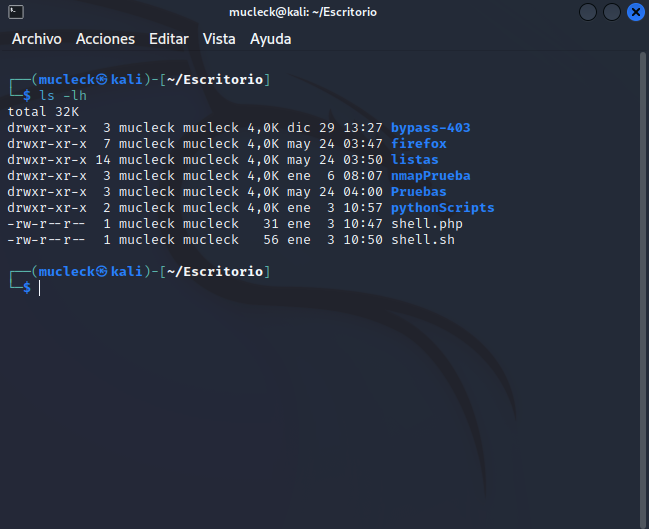 mucleck@kali: ~/Escritorio
Archivo Acciones Editar Vista Ayuda
┌──(mucleck㉿kali)-[~/Escritorio]
└─$ ls -lh
total 32K
drwxr-xr-x  3 mucleck mucleck 4,0K dic 29 13:27 bypass-403
drwxr-xr-x  7 mucleck mucleck 4,0K may 24 03:47 firefox
drwxr-xr-x 14 mucleck mucleck 4,0K may 24 03:50 listas
drwxr-xr-x  3 mucleck mucleck 4,0K ene  6 08:07 nmapPrueba
drwxr-xr-x  3 mucleck mucleck 4,0K may 24 04:00 Pruebas
drwxr-xr-x  2 mucleck mucleck 4,0K ene  3 10:57 pythonScripts
-rw-r--r--  1 mucleck mucleck   31 ene  3 10:47 shell.php
-rw-r--r--  1 mucleck mucleck   56 ene  3 10:50 shell.sh
┌──(mucleck㉿kali)-[~/Escritorio]
└─$